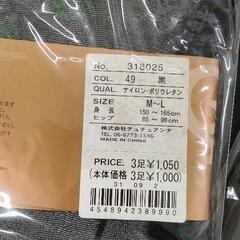 No. 318025
COL. 49 黒
QUAL. ナイロン・ポリウレタン
SIZE M〜L
身長 150 〜 165cm
ヒップ 85 〜 98cm
株式会社チュチュアンナ
TEL. 06-6773-1546
MADE IN CHINA
PRICE. 3足¥1,050
(本体価格 3足¥1,000)
31 09 2
4548942389990